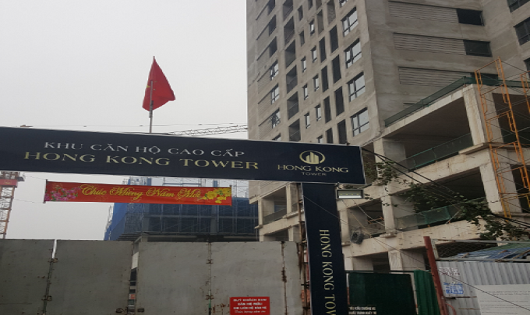 KHU CĂN HỘ CAO CẤP
HONG KONG TOWER
HONG KONG
TOWER
Chúc Mừng Năm Mới
HONG KONG TOWER